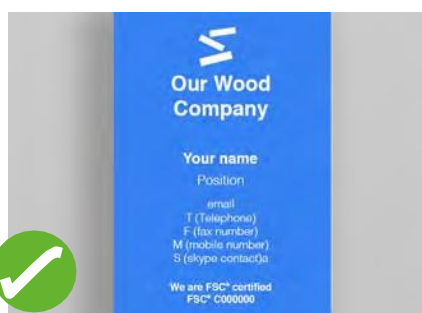 Our Wood
Company
Your name
Position
email
T (Telephone)
F (fax number)
M (mobile number)
S (skype contact)a
We are FSC® certified
FSC® C000000